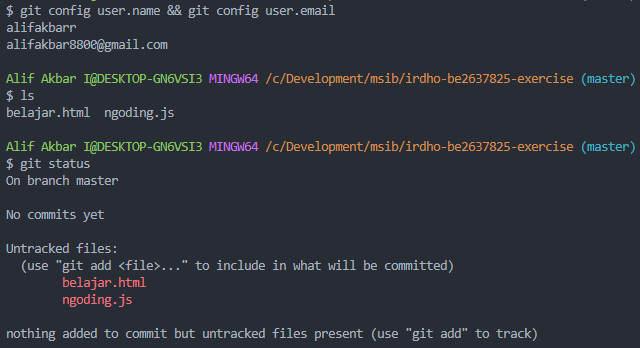 $ git config user.name && git config user.email
alifakbarr
alifakbar8800@gmail.com
Alif Akbar I@DESKTOP-GN6VSI3 MINGW64 /c/Development/msib/irdho-be2637825-exercise (master)
$ ls
belajar.html  ngoding.js
Alif Akbar I@DESKTOP-GN6VSI3 MINGW64 /c/Development/msib/irdho-be2637825-exercise (master)
$ git status
On branch master
No commits yet
Untracked files:
  (use "git add <file>..." to include in what will be committed)
        belajar.html
        ngoding.js
nothing added to commit but untracked files present (use "git add" to track)